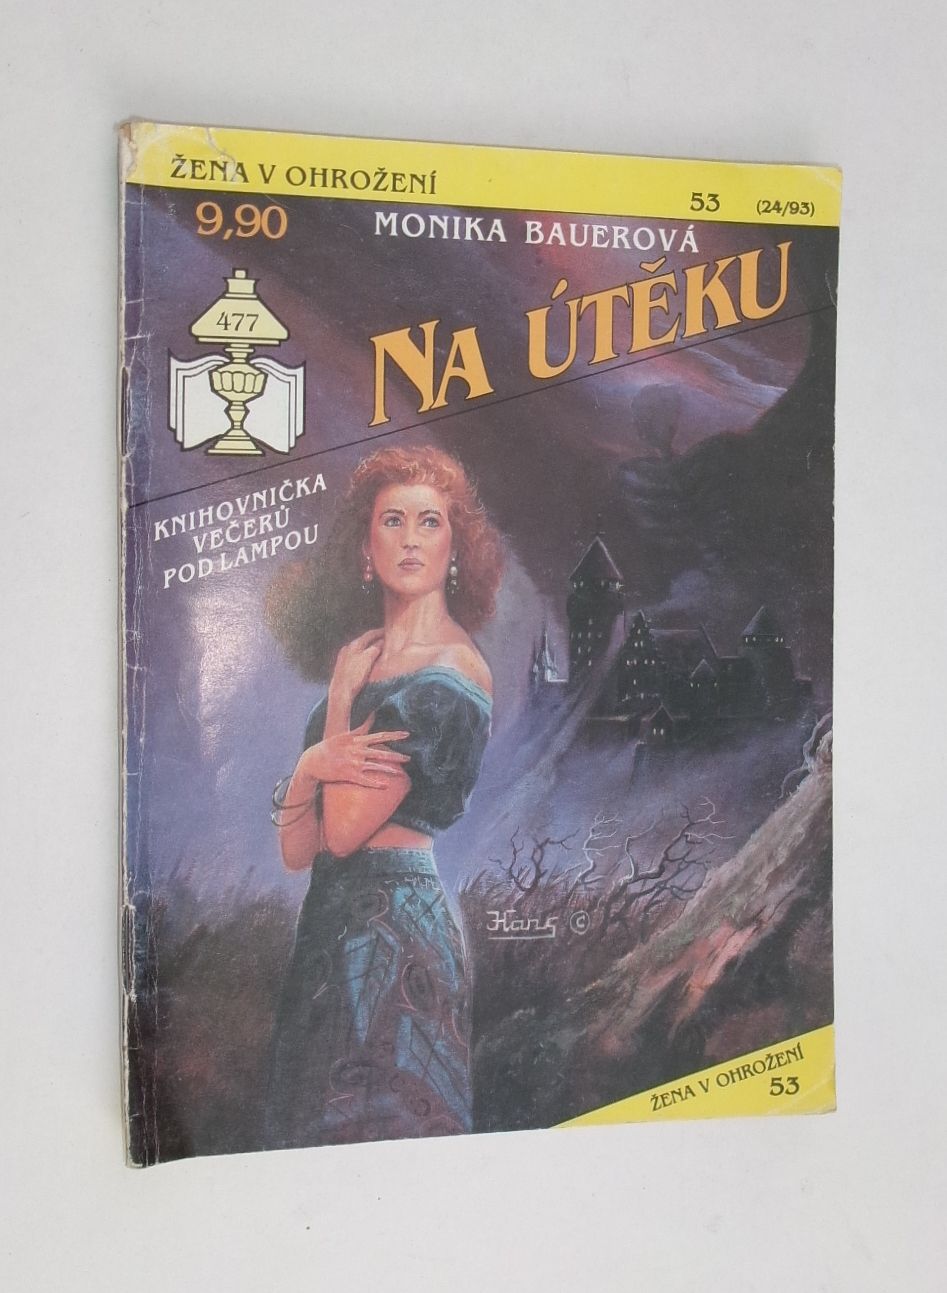 ŽENA V OHROŽENÍ
53 (24/93)
9,90
MONIKA BAUEROVÁ
NA ÚTĚKU
477
KNIHOVNIČKA
VEČERŮ
POD LAMPOU
Hans ©
ŽENA V OHROŽENÍ
53